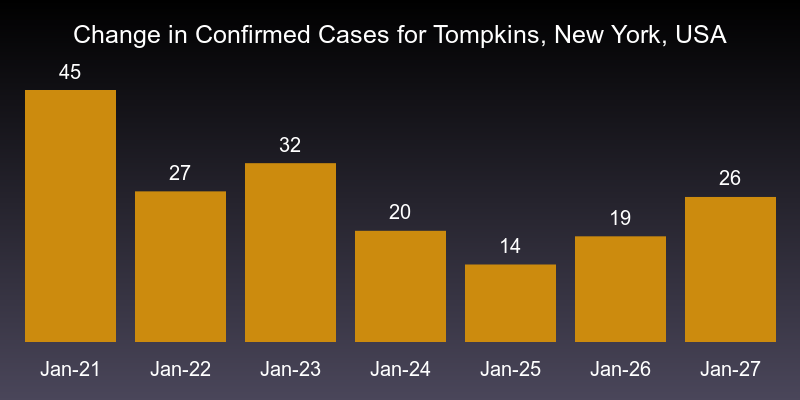 Change in Confirmed Cases for Tompkins, New York, USA
45
27
32
20
14
19
26
Jan-21
Jan-22
Jan-23
Jan-24
Jan-25
Jan-26
Jan-27